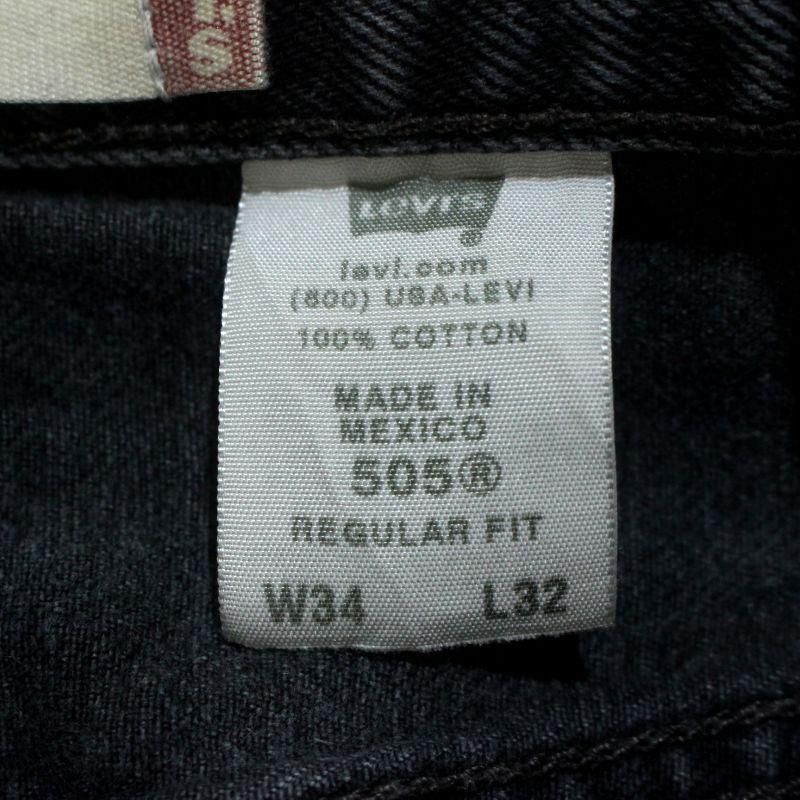 'S
LEVI'S
®
levi.com
(800) USA-LEVI
100% COTTON
MADE IN
MEXICO
505®
REGULAR FIT
W34 L32